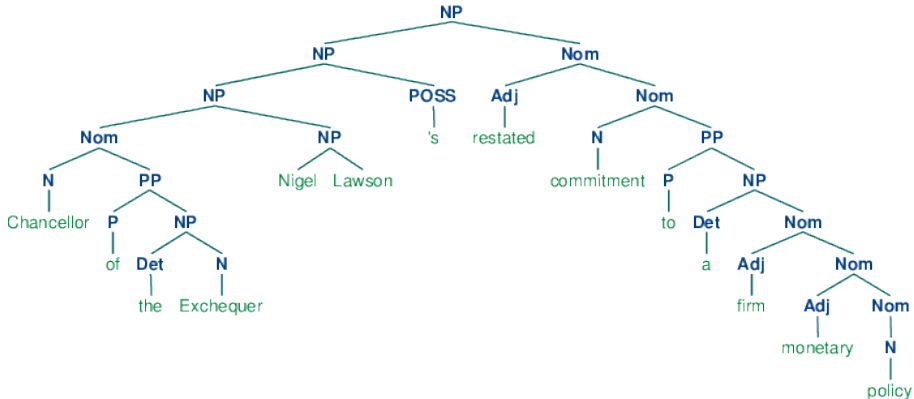 NP
NP Nom
NP POSS Adj Nom
Nom NP 's restated N PP
N PP Nigel Lawson commitment P NP
Chancellor P NP to Det Nom
of Det N a Adj Nom
the Exchequer firm Adj Nom
monetary N
policy